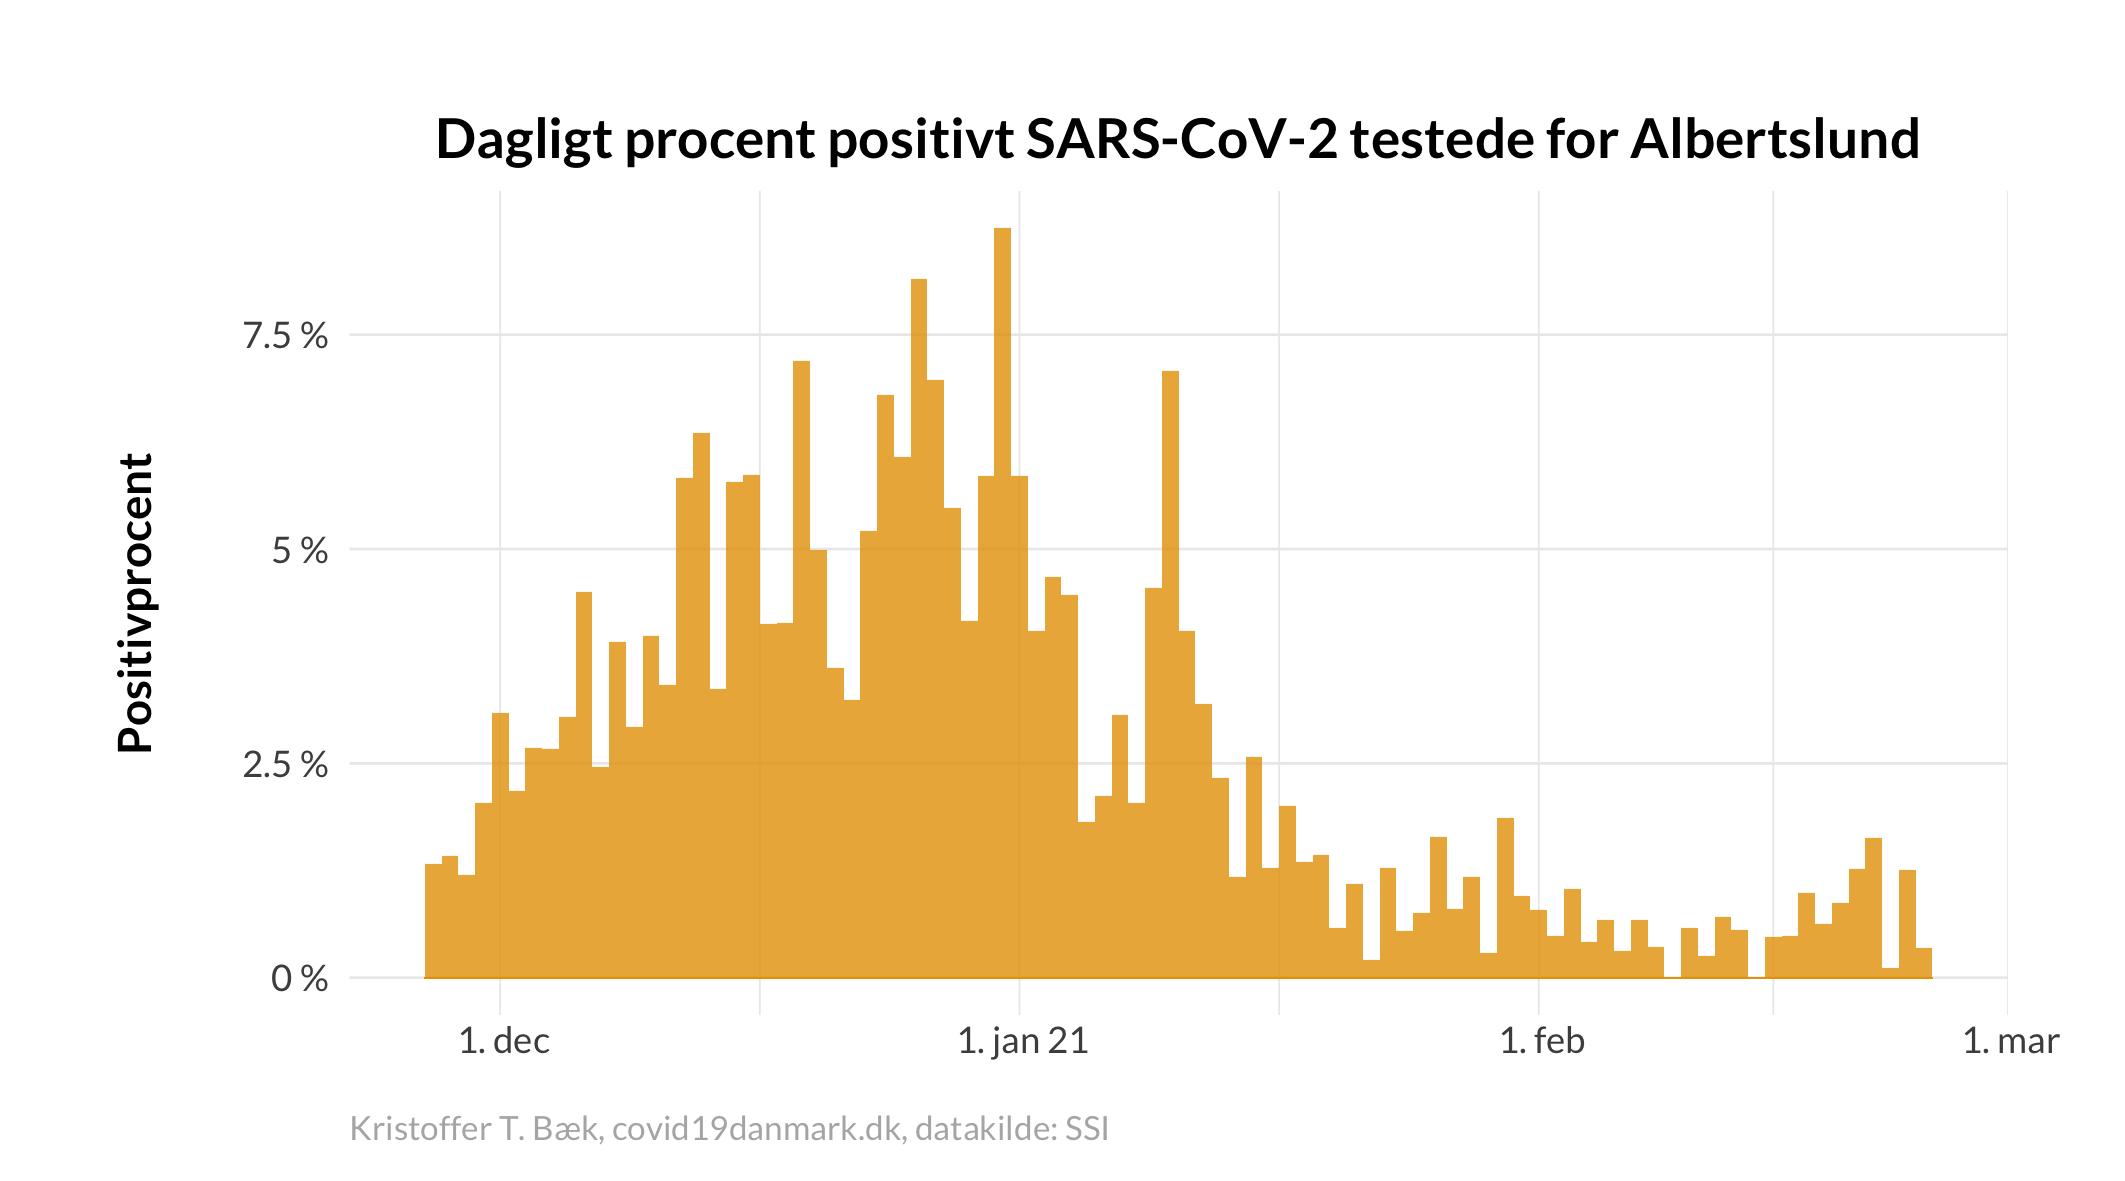 Dagligt procent positivt SARS-CoV-2 testede for Albertslund
Positivprocent
7.5 %
5 %
2.5 %
0 %
1. dec
1. jan 21
1. feb
1. mar
Kristoffer T. Bæk, covid19danmark.dk, datakilde: SSI